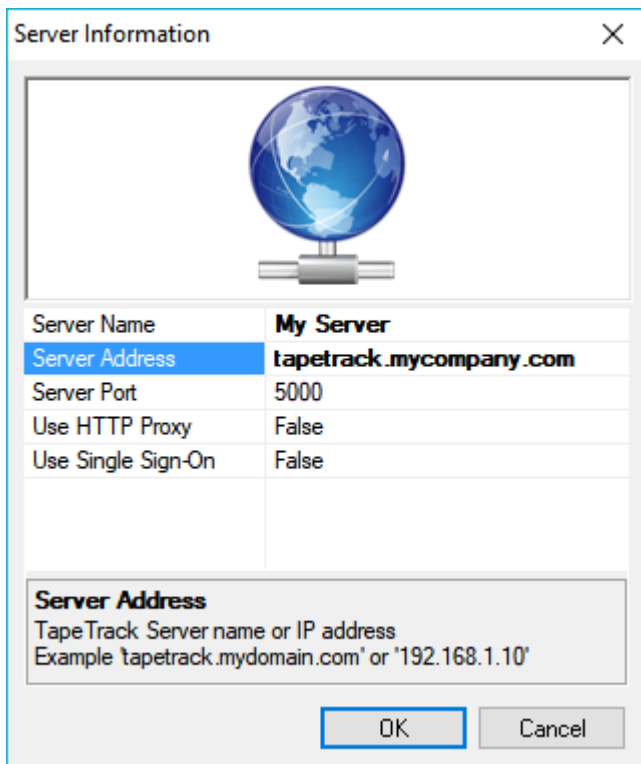 Server Information
Server Name My Server
Server Address tapetrack.mycompany.com
Server Port 5000
Use HTTP Proxy False
Use Single Sign-On False
Server Address
TapeTrack Server name or IP address
Example 'tapetrack.mydomain.com' or '192.168.1.10'
OK Cancel